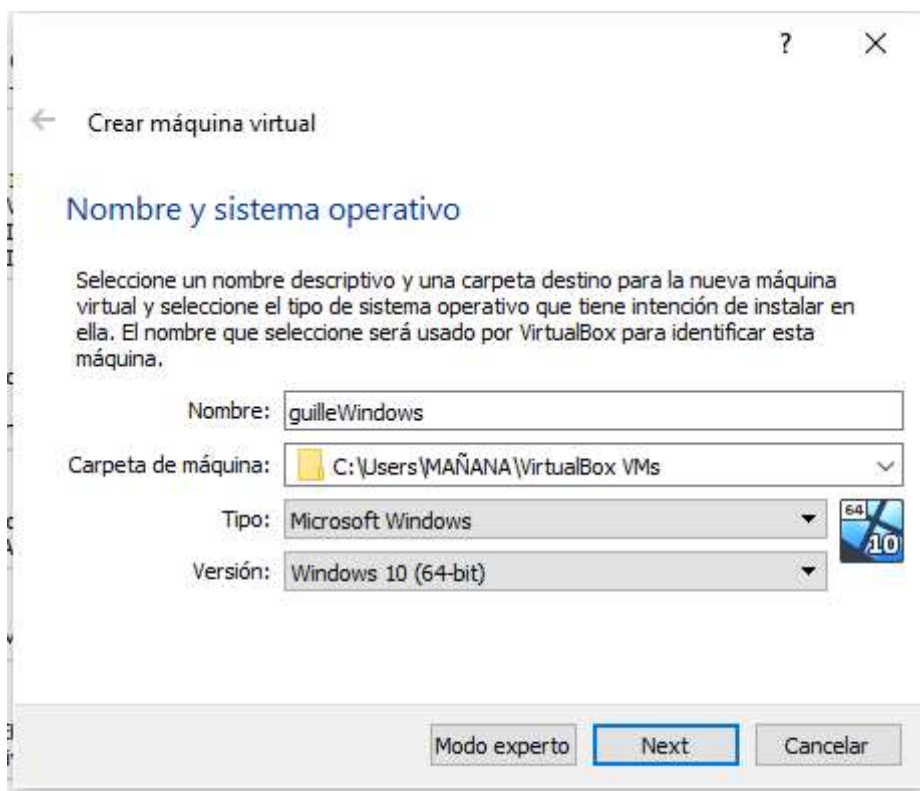 ?
Crear máquina virtual
Nombre y sistema operativo
Seleccione un nombre descriptivo y una carpeta destino para la nueva máquina
virtual y seleccione el tipo de sistema operativo que tiene intención de instalar en
ella. El nombre que seleccione será usado por VirtualBox para identificar esta
máquina.
Nombre: guilleWindows
Carpeta de máquina: C:\Users\MAÑANA\VirtualBox VMs
Tipo: Microsoft Windows
64
10
Versión: Windows 10 (64-bit)
Modo experto Next Cancelar